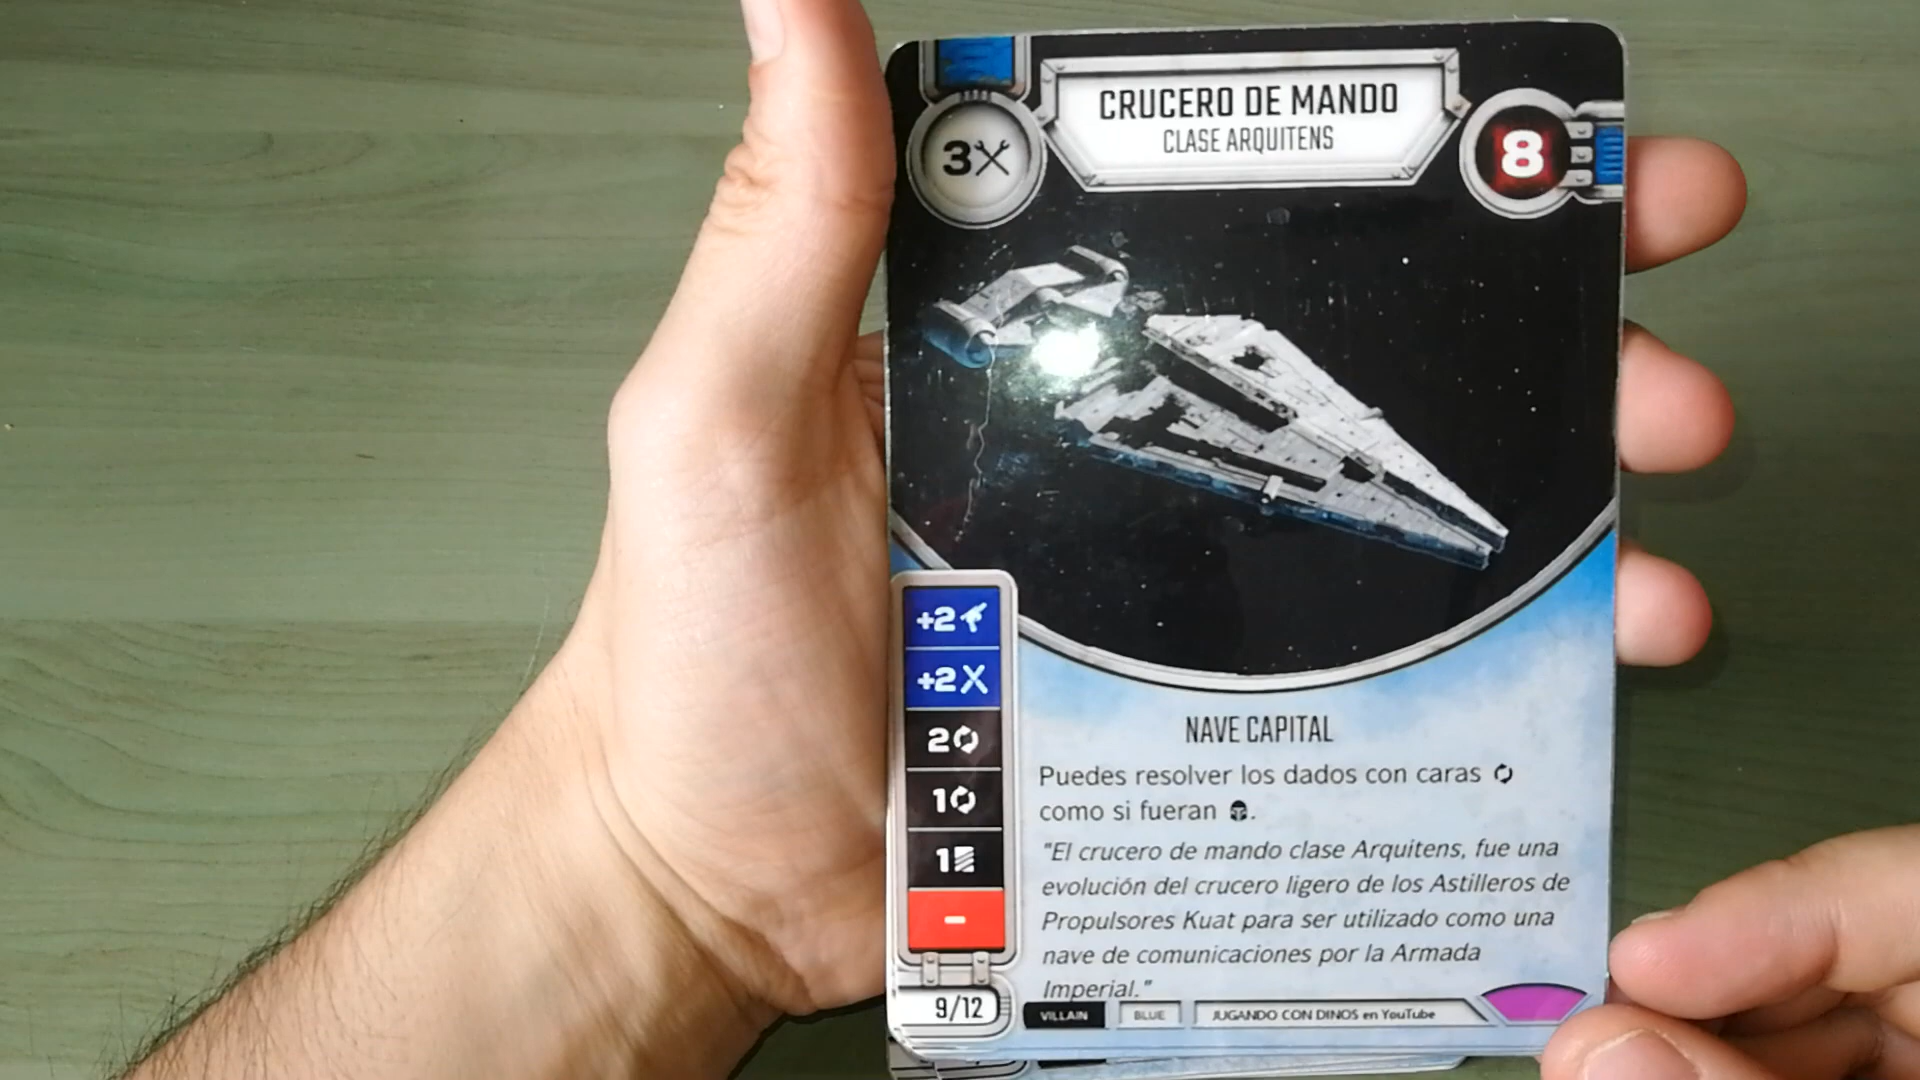 CRUCERO DE MANDO
CLASE ARQUITENS
3
8
+2
+2
2
1
1
-
NAVE CAPITAL
Puedes resolver los dados con caras
como si fueran .
"El crucero de mando clase Arquitens, fue una
evolución del crucero ligero de los Astilleros de
Propulsores Kuat para ser utilizado como una
nave de comunicaciones por la Armada
Imperial."
9/12
VILLAIN
BLUE
JUGANDO CON DINOS en YouTube